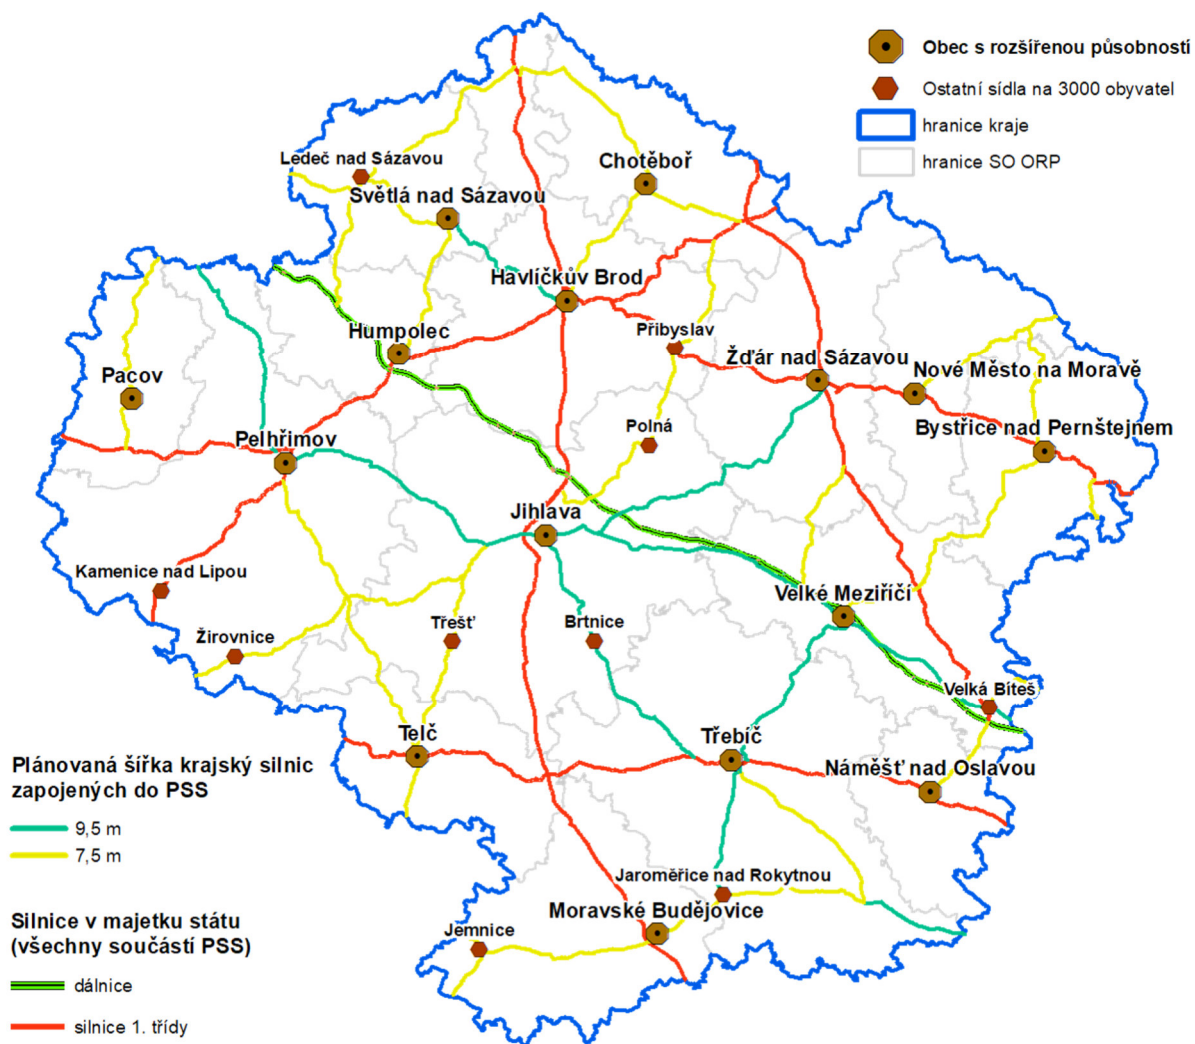 Obec s rozšířenou působností
Ostatní sídla na 3000 obyvatel
hranice kraje
hranice SO ORP
Ledeč nad Sázavou
Chotěboř
Světlá nad Sázavou
Havlíčkův Brod
Humpolec
Přibyslav
Žďár nad Sázavou
Nové Město na Moravě
Pacov
Bystřice nad Pernštejnem
Polná
Pelhřimov
Jihlava
Kamenice nad Lipou
Velké Meziříčí
Třešť
Brtnice
Žirovnice
Velká Bíteš
Telč
Třebíč
Náměšť nad Oslavou
Plánovaná šířka krajský silnic
zapojených do PSS
9,5 m
7,5 m
Jaroměřice nad Rokytnou
Moravské Budějovice
Jemnice
Silnice v majetku státu
(všechny součástí PSS)
dálnice
silnice 1. třídy